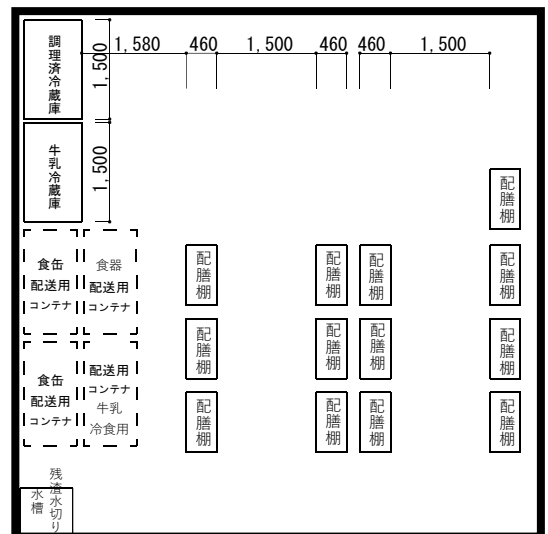 調理済冷蔵庫
1,580 460 1,500 460 460 1,500
1,500
牛乳冷蔵庫
1,500
配膳棚
食缶
配送用
コンテナ
食器
配送用
コンテナ
配膳棚
配膳棚
配膳棚
配膳棚
配膳棚
配膳棚
配膳棚
配膳棚
食缶
配送用
コンテナ
配送用
コンテナ
牛乳
冷食用
配膳棚
配膳棚
配膳棚
配膳棚
残渣水切り
水槽